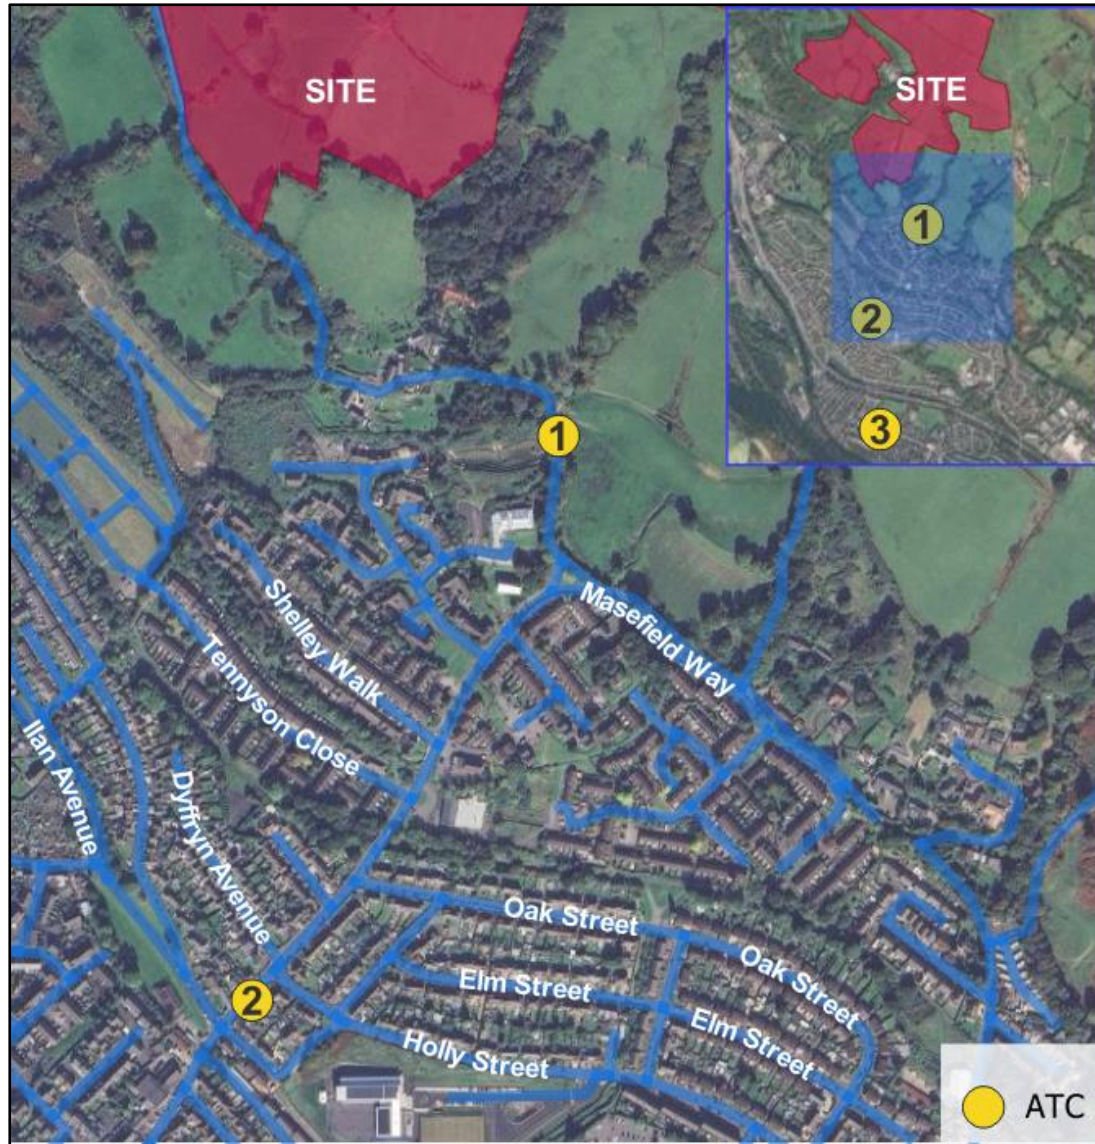 SITE
SITE
1
2
3
1
Masefield Way
Shelley Walk
Tennyson Close
Ilan Avenue
Dyffryn Avenue
Oak Street
Oak Street
Elm Street
Elm Street
2
Holly Street
ATC